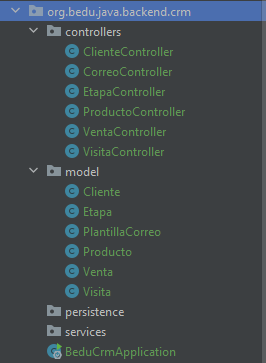 org.bedu.java.backend.crm
controllers
ClienteController
CorreoController
EtapaController
ProductoController
VentaController
VisitaController
model
Cliente
Etapa
PlantillaCorreo
Producto
Venta
Visita
persistence
services
BeduCrmApplication